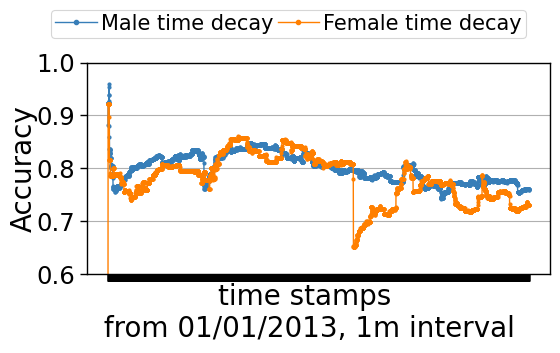 Male time decay Female time decay
1.0
0.9
0.8
0.7
0.6
Accuracy
time stamps
from 01/01/2013, 1m interval